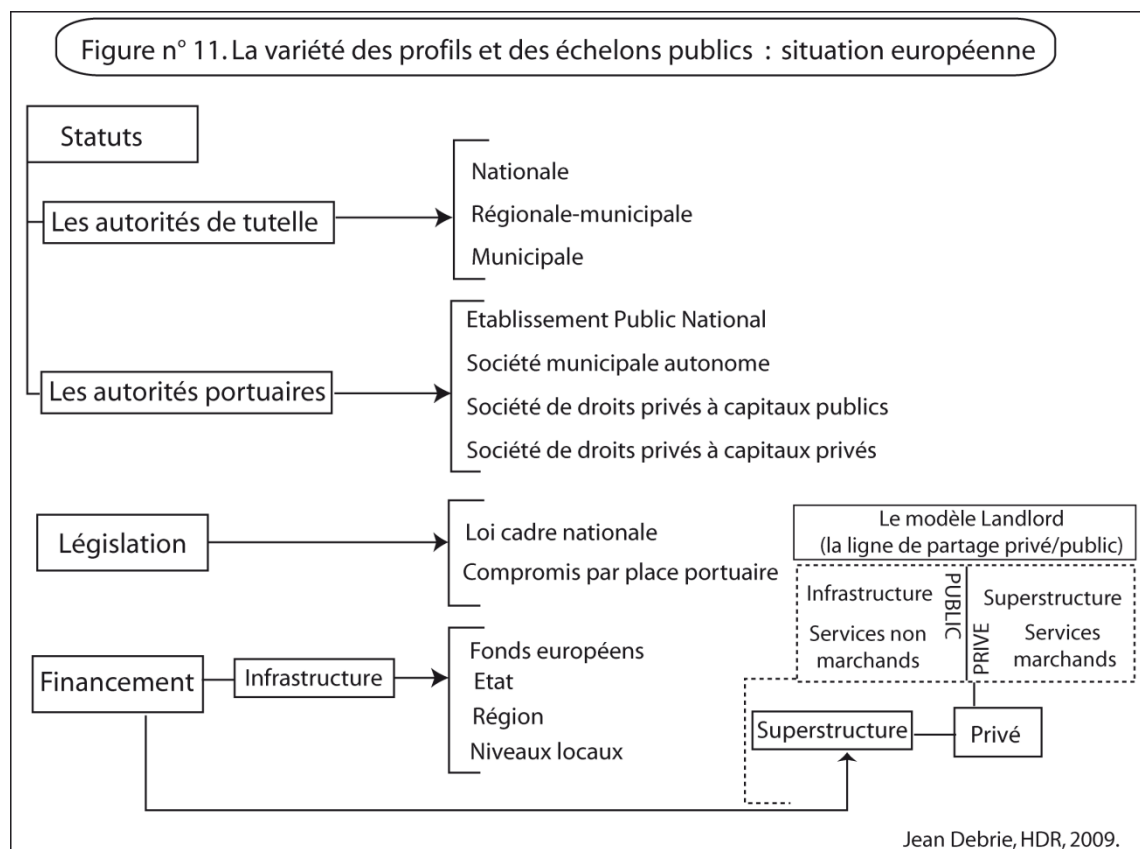 Figure n° 11. La variété des profils et des échelons publics : situation européenne
Statuts
Les autorités de tutelle
Nationale
Régionale-municipale
Municipale
Les autorités portuaires
Etablissement Public National
Société municipale autonome
Société de droits privés à capitaux publics
Société de droits privés à capitaux privés
Législation
Loi cadre nationale
Compromis par place portuaire
Le modèle Landlord
(la ligne de partage privé/public)
Infrastructure
Services non
marchands
PUBLIC
PRIVE
Superstructure
Services
marchands
Financement
Infrastructure
Fonds européens
Etat
Région
Niveaux locaux
Superstructure
Privé
Jean Debrie, HDR, 2009.